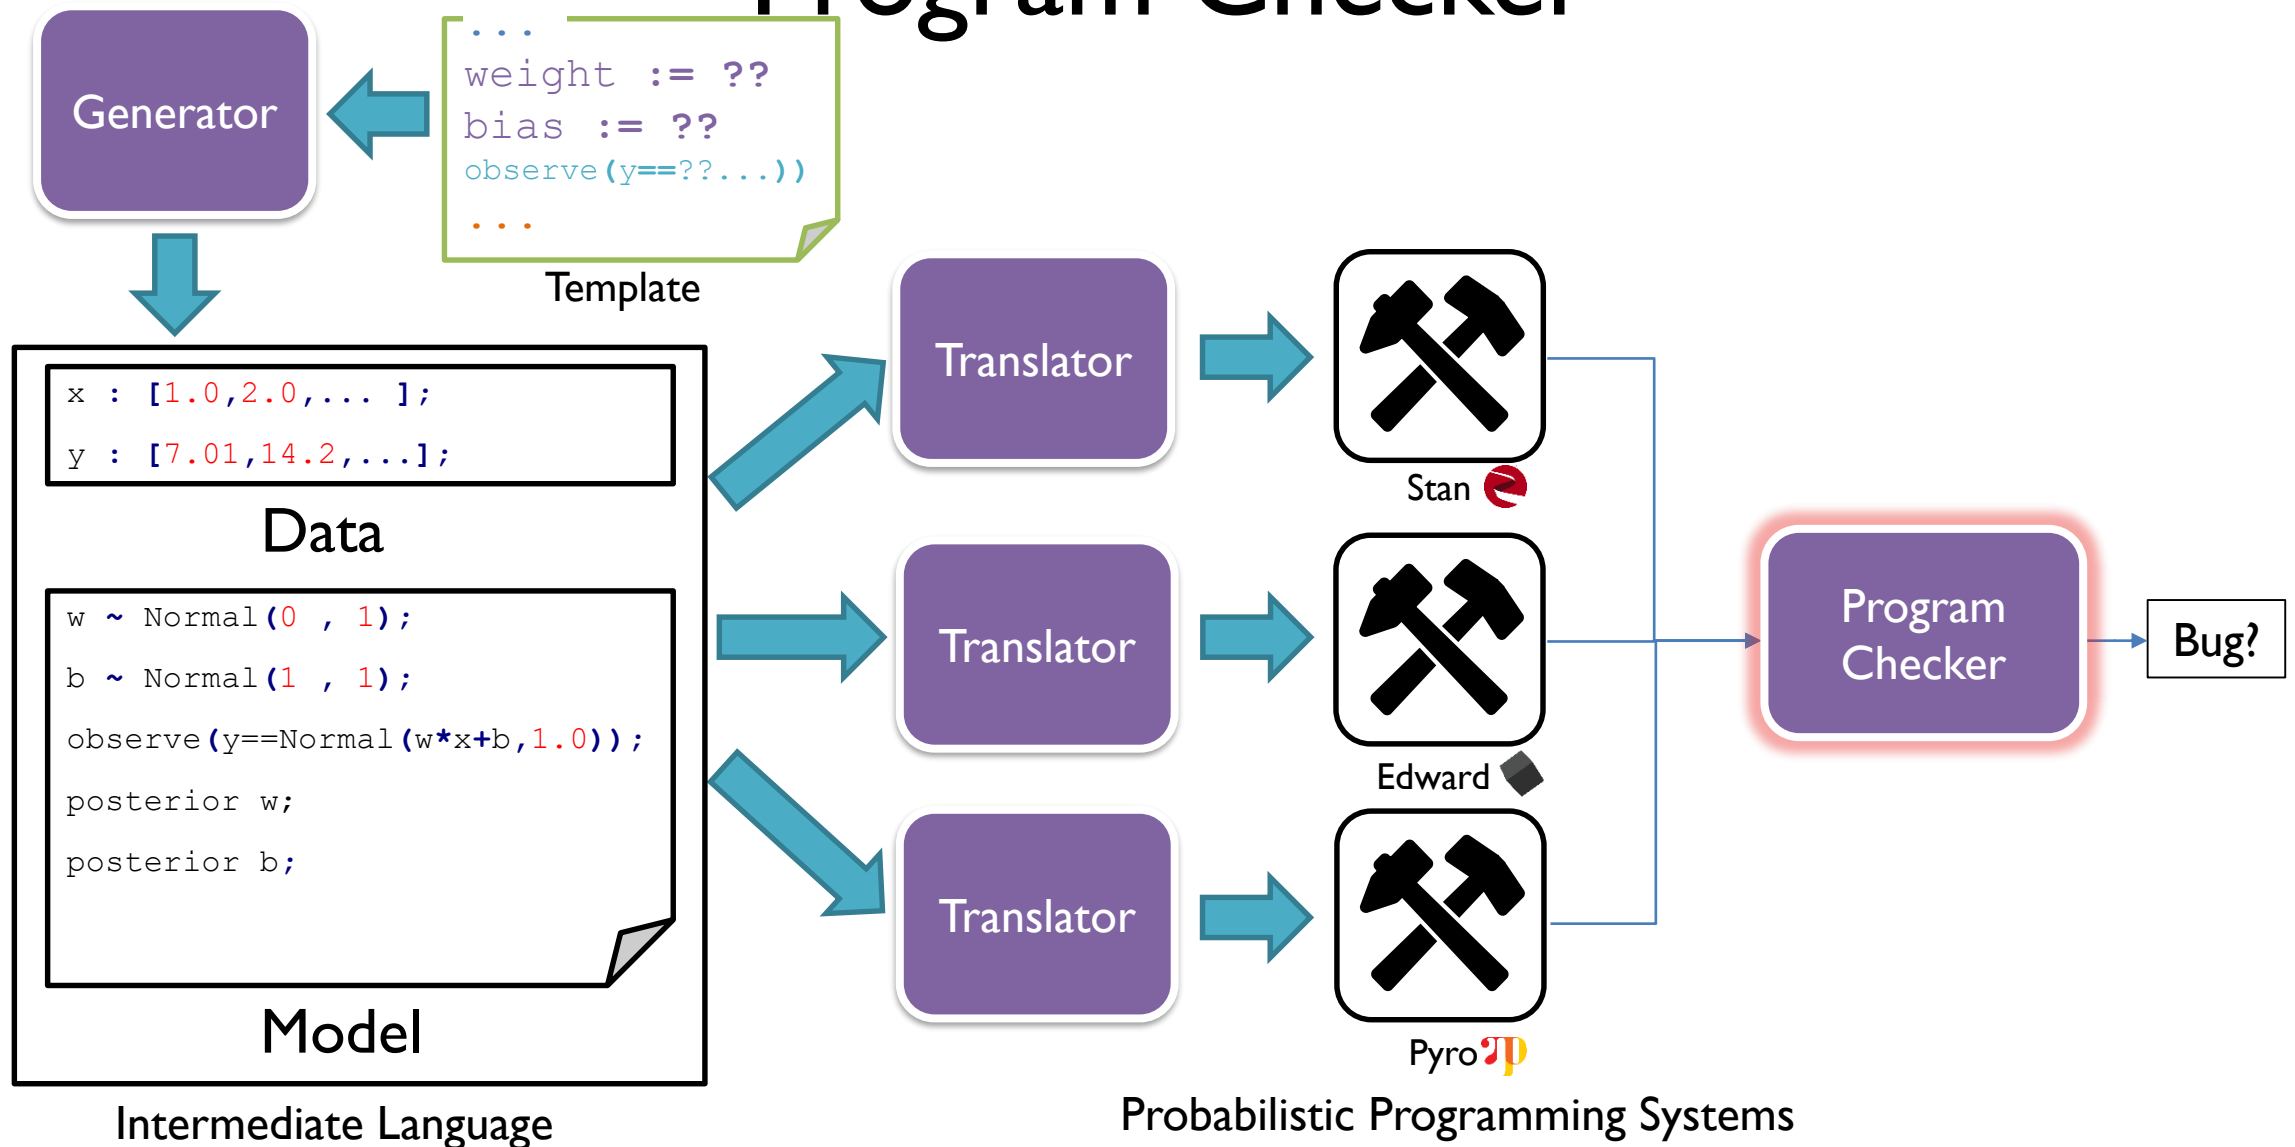 Program Checker
Generator
...
weight := ??
bias := ??
observe(y==??...))
...
Template
x : [1.0,2.0,... ];
y : [7.01,14.2,...];
Data
w ~ Normal(0 , 1);
b ~ Normal(1 , 1);
observe(y==Normal(w*x+b,1.0));
posterior w;
posterior b;
Model
Intermediate Language
Translator
Translator
Translator
Stan
Edward
Pyro
Probabilistic Programming Systems
Program
Checker
Bug?